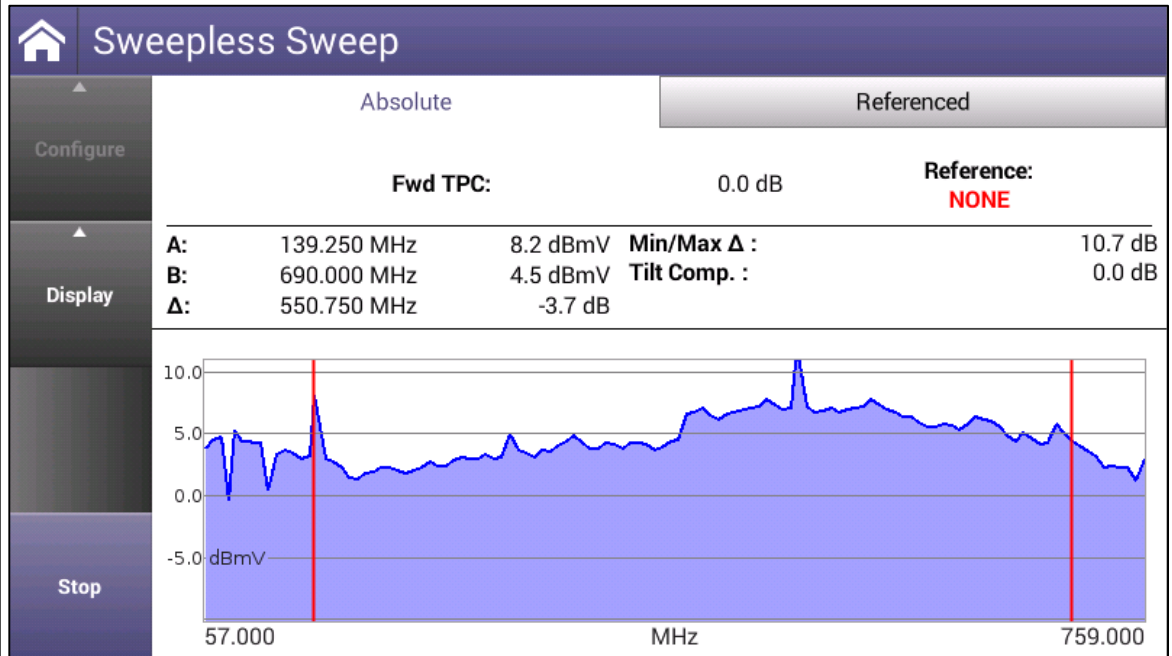 Sweepless Sweep
Configure
Display
Stop
Absolute
Referenced
Fwd TPC:
0.0 dB
Reference:
NONE
A: 139.250 MHz 8.2 dBmV Min/Max Δ : 10.7 dB
B: 690.000 MHz 4.5 dBmV Tilt Comp. : 0.0 dB
Δ: 550.750 MHz -3.7 dB
10.0
5.0
0.0
-5.0 dBmV
57.000 MHz 759.000